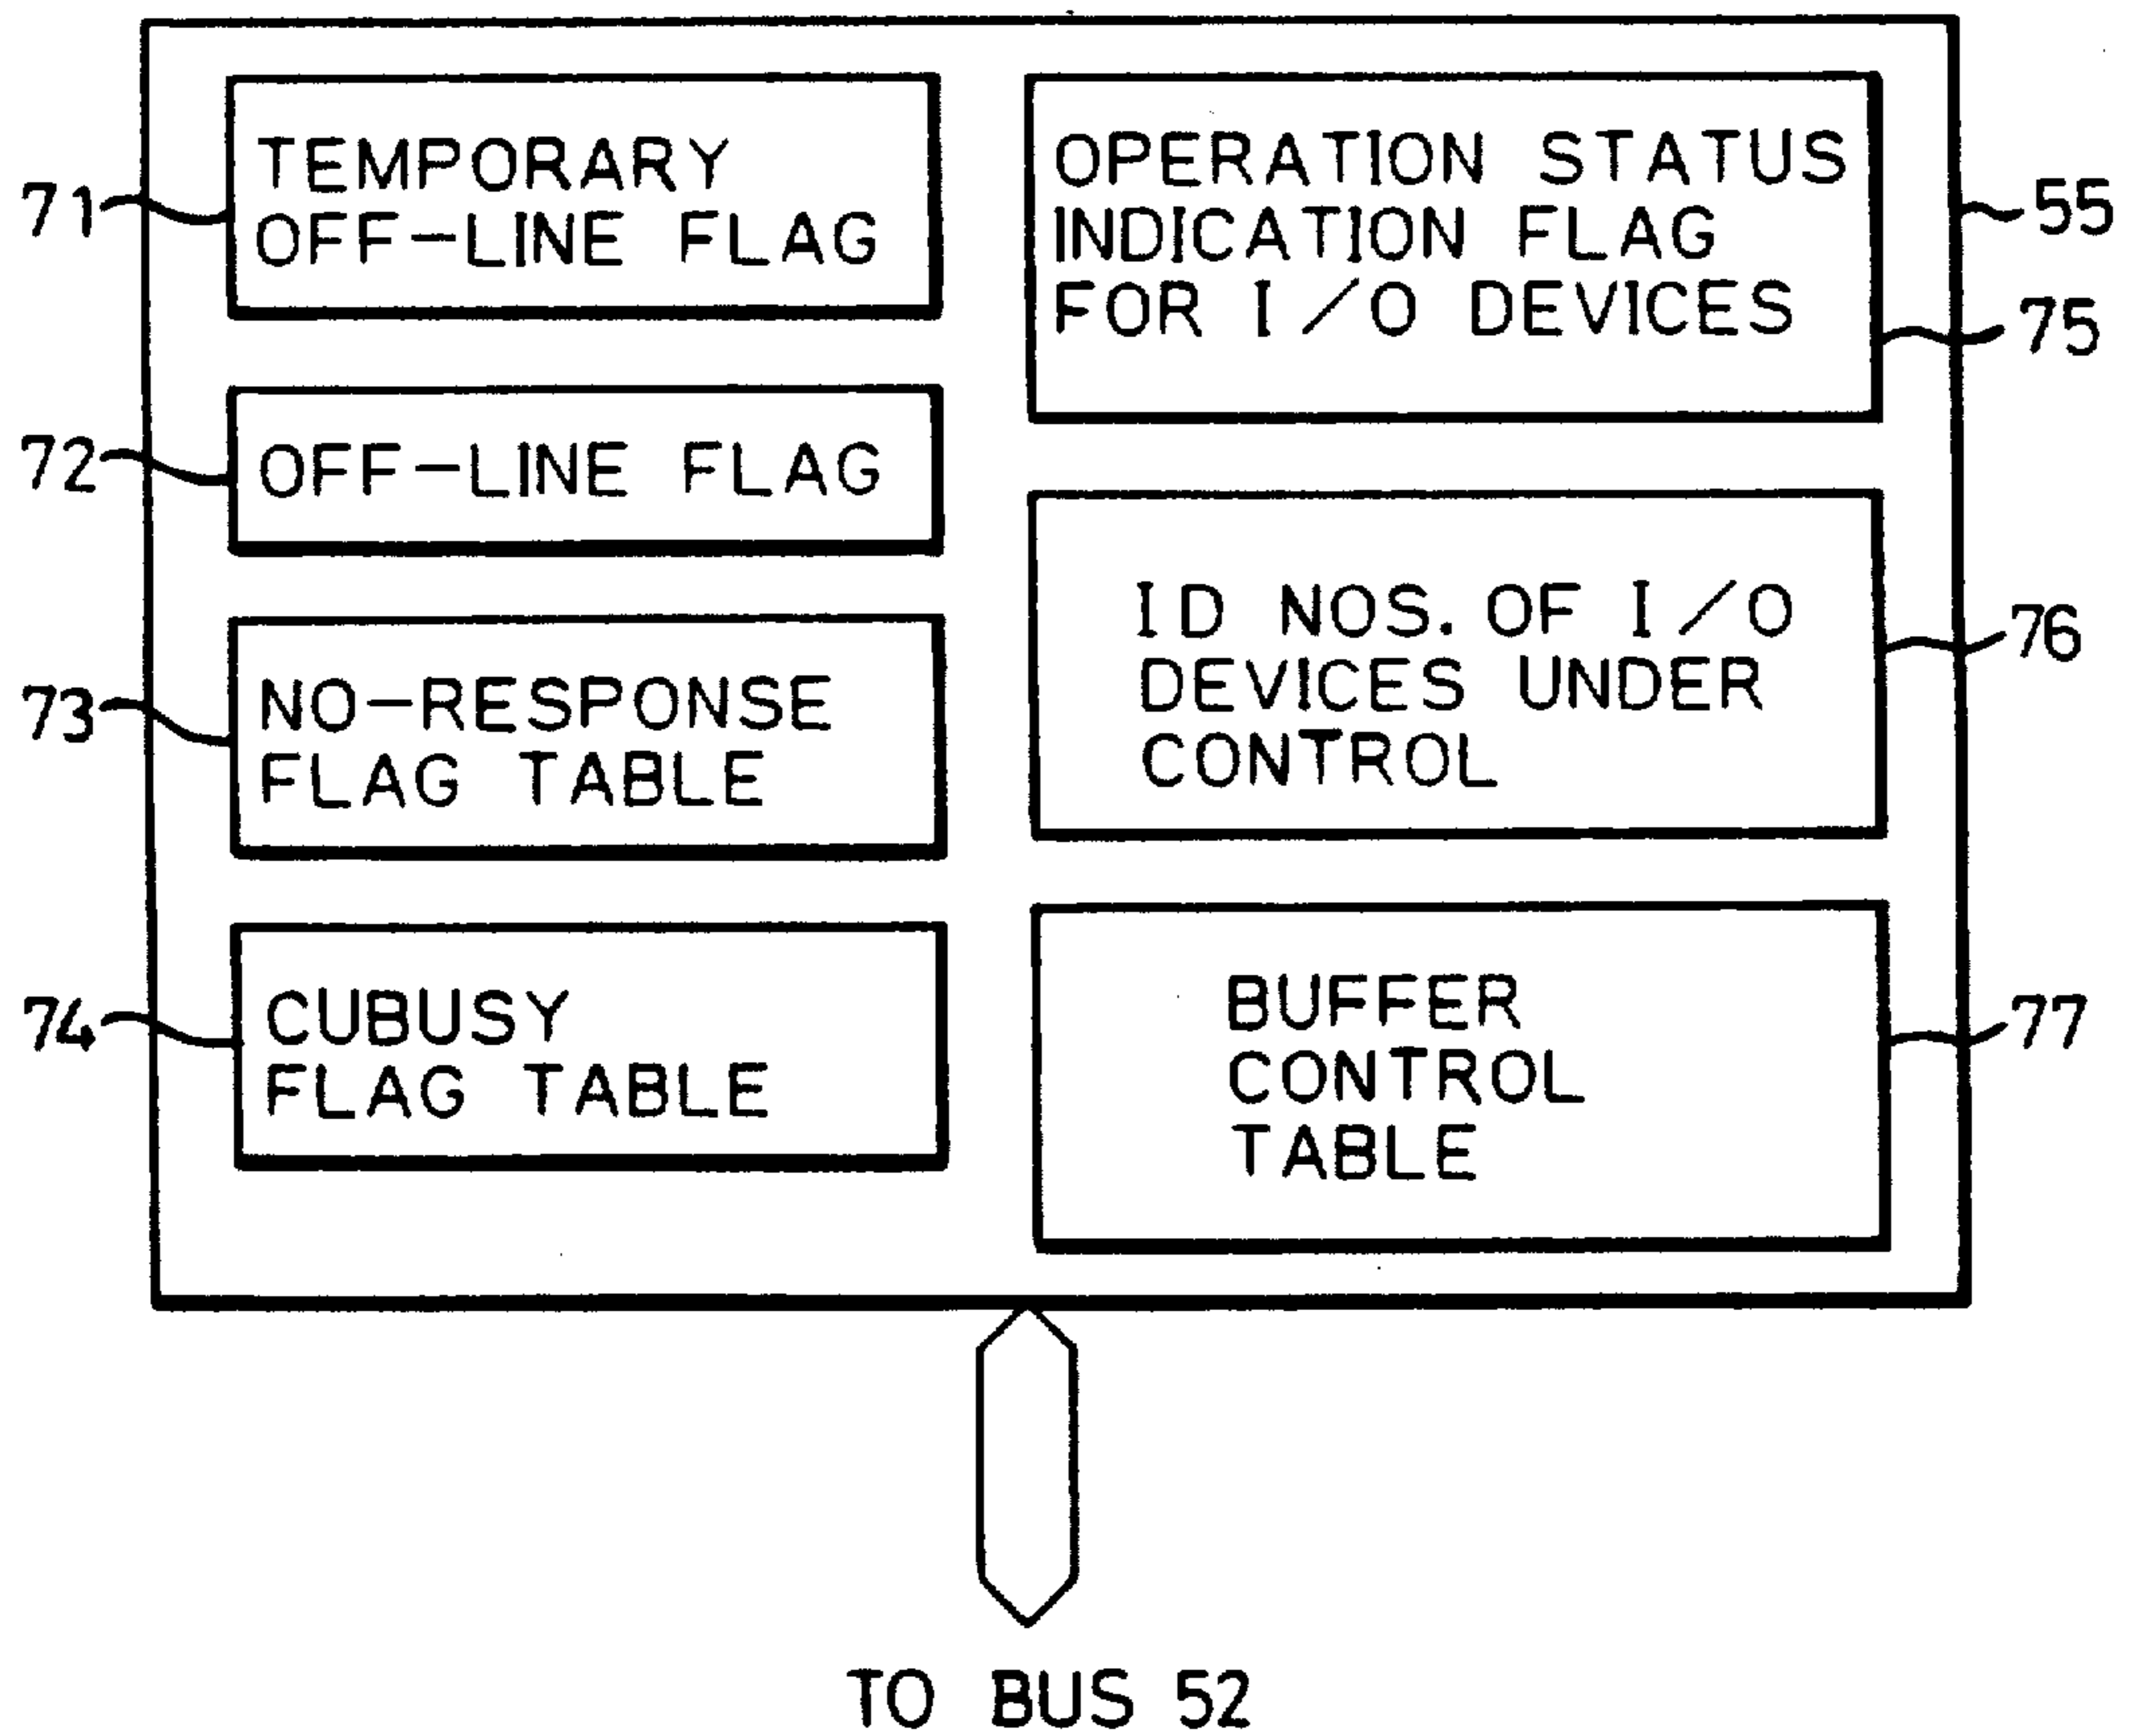 71
TEMPORARY
OFF-LINE FLAG
72
OFF-LINE FLAG
73
NO-RESPONSE
FLAG TABLE
74
CUBUSY
FLAG TABLE
OPERATION STATUS
INDICATION FLAG
FOR I/O DEVICES
55
75
ID NOS. OF I/O
DEVICES UNDER
CONTROL
76
BUFFER
CONTROL
TABLE
77
TO BUS 52